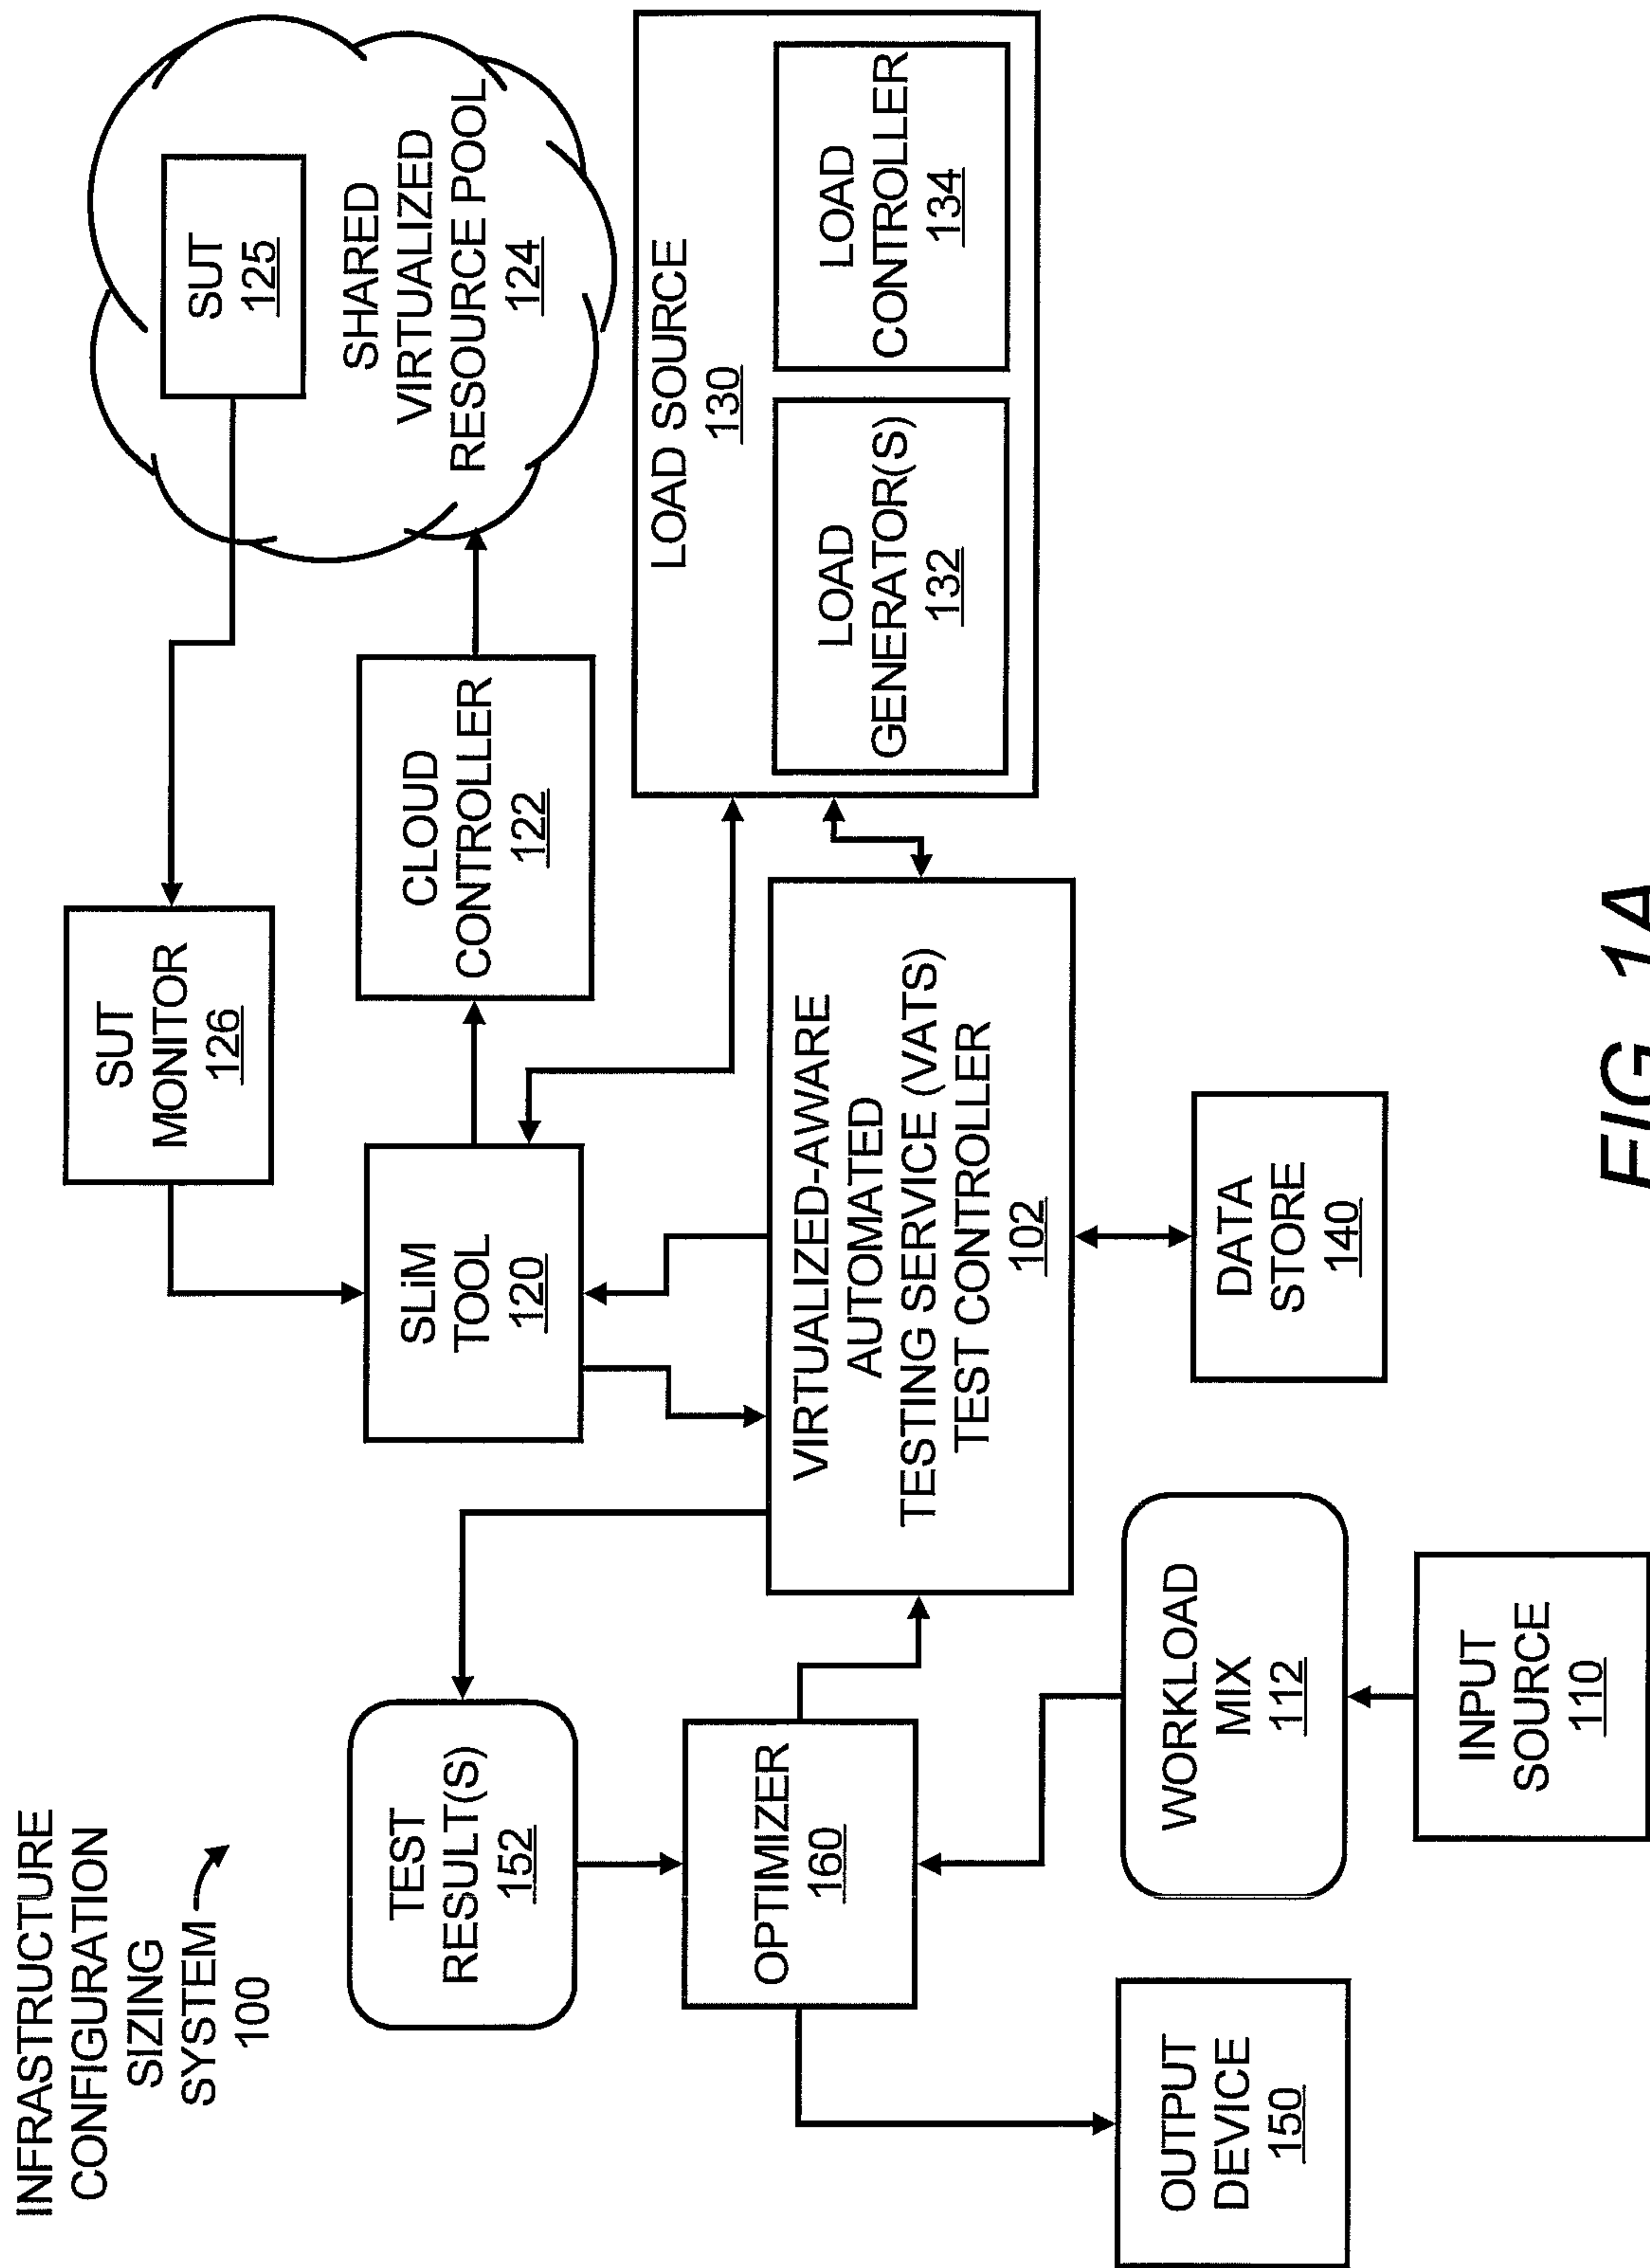 INFRASTRUCTURE
CONFIGURATION
SIZING
SYSTEM
100
TEST
RESULT(S)
152
OPTIMIZER
160
OUTPUT
DEVICE
150
WORKLOAD
MIX
112
INPUT
SOURCE
110
SUT
MONITOR
126
SLiM
TOOL
120
CLOUD
CONTROLLER
122
VIRTUALIZED-AWARE
AUTOMATED
TESTING SERVICE (VATS)
TEST CONTROLLER
102
DATA
STORE
140
SUT
125
SHARED
VIRTUALIZED
RESOURCE POOL
124
LOAD SOURCE
130
LOAD
GENERATOR(S)
132
LOAD
CONTROLLER
134
FIG. 1A